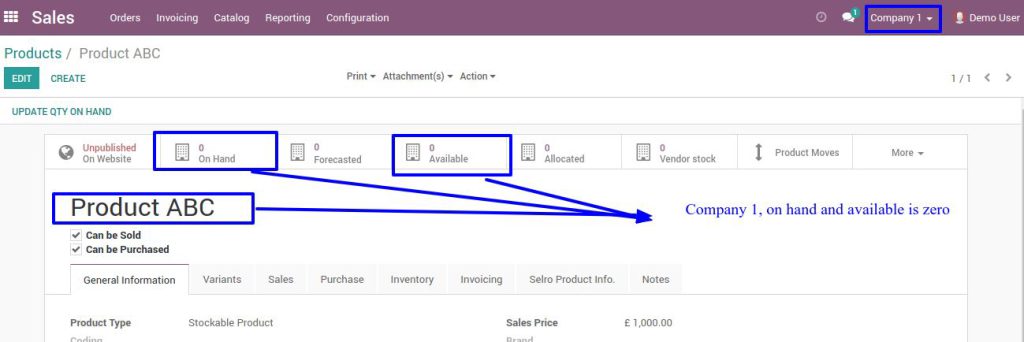 Sales Orders Invoicing Catalog Reporting Configuration 1 Company 1 Demo User
Products / Product ABC
EDIT CREATE Print Attachment(s) Action 1 / 1
UPDATE QTY ON HAND
Unpublished On Website
0 On Hand
0 Forecasted
0 Available
0 Allocated
0 Vendor stock
Product Moves
More
Product ABC
Company 1, on hand and available is zero
Can be Sold
Can be Purchased
General Information Variants Sales Purchase Inventory Invoicing Selro Product Info. Notes
Product Type Stockable Product Sales Price £ 1,000.00
Coding Brand